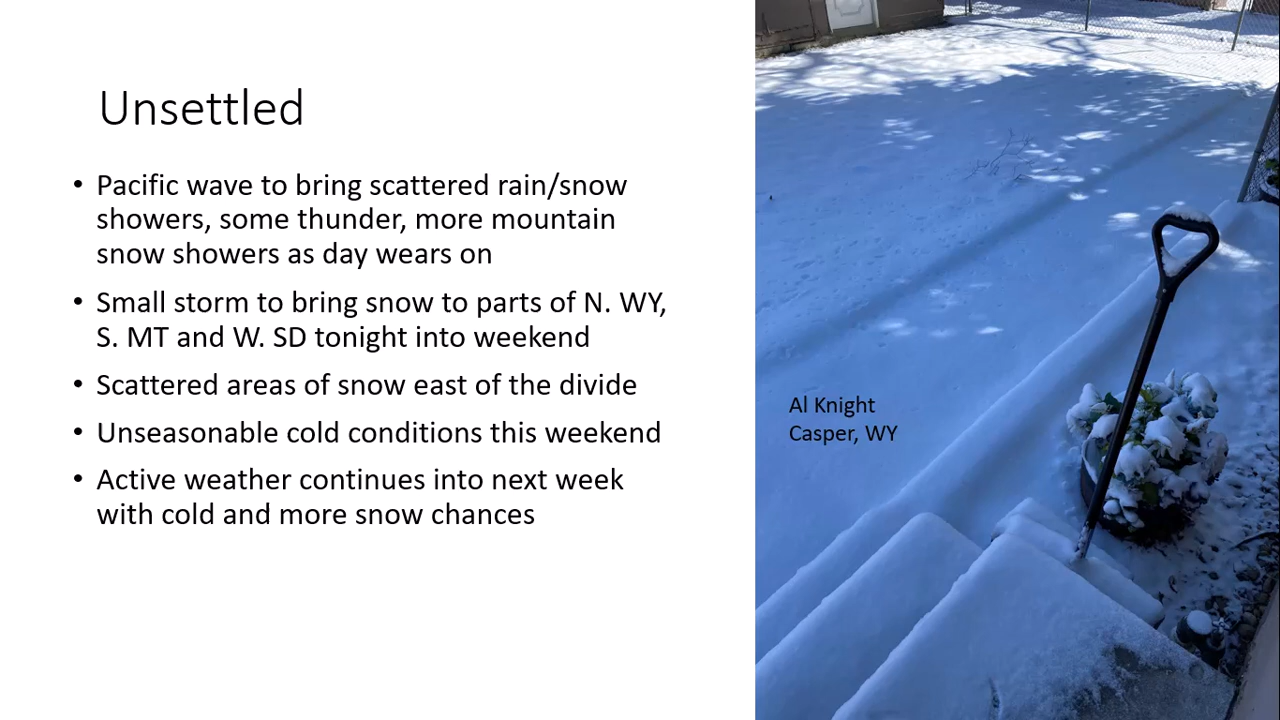 Unsettled
• Pacific wave to bring scattered rain/snow
showers, some thunder, more mountain
snow showers as day wears on
• Small storm to bring snow to parts of N. WY,
S. MT and W. SD tonight into weekend
• Scattered areas of snow east of the divide
• Unseasonable cold conditions this weekend
• Active weather continues into next week
with cold and more snow chances
Al Knight
Casper, WY